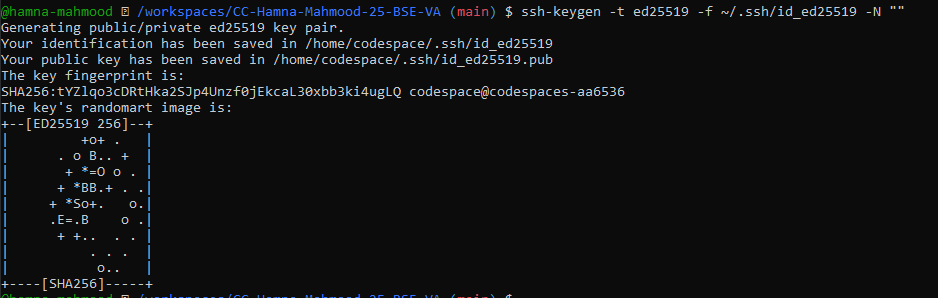 @hamna-mahmood /workspaces/CC-Hamna-Mahmood-25-BSE-VA (main) $ ssh-keygen -t ed25519 -f ~/.ssh/id_ed25519 -N ""
Generating public/private ed25519 key pair.
Your identification has been saved in /home/codespace/.ssh/id_ed25519
Your public key has been saved in /home/codespace/.ssh/id_ed25519.pub
The key fingerprint is:
SHA256:tYZlqo3cDRtHka2SJp4Unzf0jEkcaL30xbb3ki4ugLQ codespace@codespaces-aa6536
The key's randomart image is:
+--[ED25519 256]--+
|         +o+ .   |
|      . o B.. +  |
|       + *=O o . |
|      + *BB.+ . .|
|     + *So+.   o.|
|     .E=.B    o .|
|      + +..  . . |
|          . . .  |
|           o..   |
+----[SHA256]-----+
@hamna-mahmood /workspaces/CC-Hamna-Mahmood-25-BSE-VA (main) $